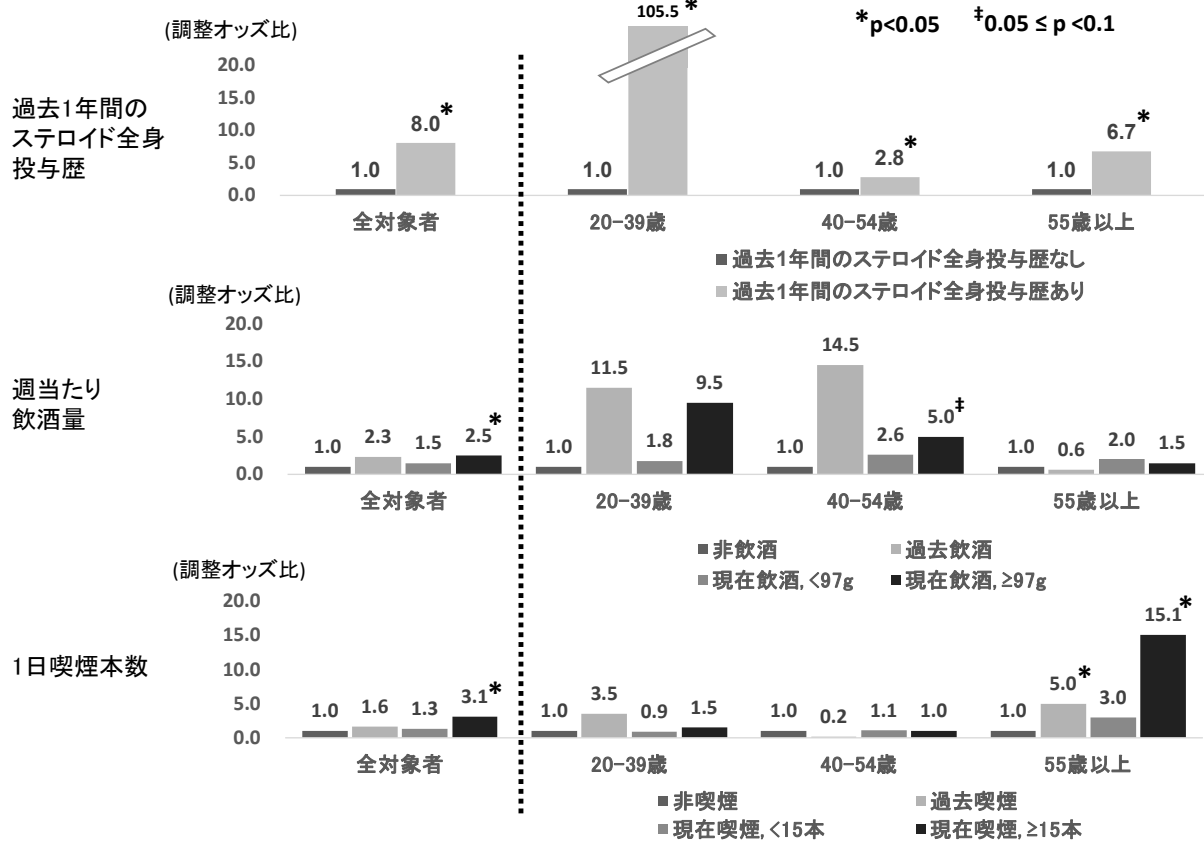 105.5 *
*p<0.05 ‡0.05 ≤ p <0.1
(調整オッズ比)
20.0
15.0
10.0
5.0
0.0
過去1年間の
ステロイド全身
投与歴
1.0 8.0 * 1.0 1.0 2.8 * 1.0 6.7 *
全対象者 20-39歳 40-54歳 55歳以上
■過去1年間のステロイド全身投与歴なし
■過去1年間のステロイド全身投与歴あり
(調整オッズ比)
20.0
15.0
10.0
5.0
0.0
週当たり
飲酒量
1.0 2.3 1.5 2.5 * 1.0 11.5 1.8 9.5 1.0 14.5 2.6 5.0 ‡ 1.0 0.6 2.0 1.5
全対象者 20-39歳 40-54歳 55歳以上
■非飲酒 ■過去飲酒
■現在飲酒, <97g ■現在飲酒, ≥97g
(調整オッズ比)
20.0
15.0
10.0
5.0
0.0
1日喫煙本数
1.0 1.6 1.3 3.1 * 1.0 3.5 0.9 1.5 1.0 0.2 1.1 1.0 1.0 5.0 * 3.0 15.1 *
全対象者 20-39歳 40-54歳 55歳以上
■非喫煙 ■過去喫煙
■現在喫煙, <15本 ■現在喫煙, ≥15本